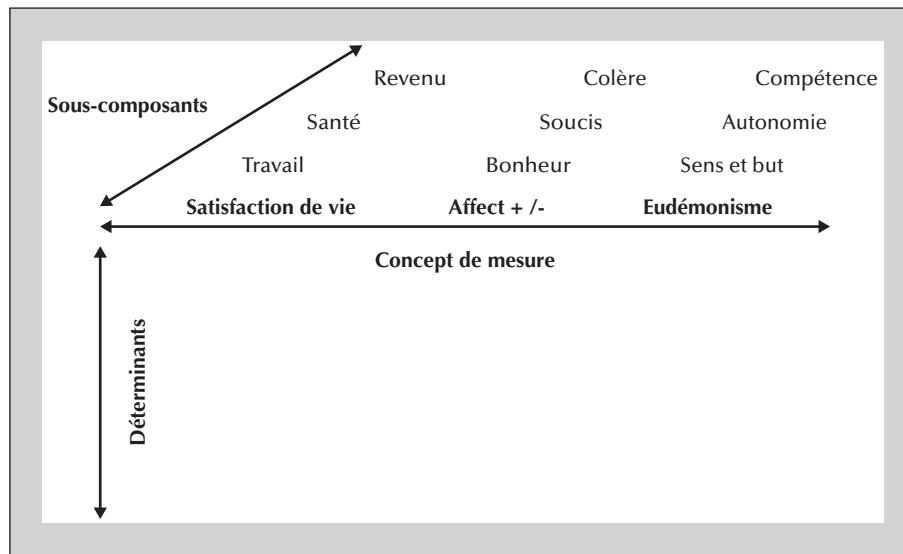 Revenu Colère Compétence
Sous-composants
Santé Soucis Autonomie
Travail Bonheur Sens et but
Satisfaction de vie Affect + /- Eudémonisme
Concept de mesure
Déterminants